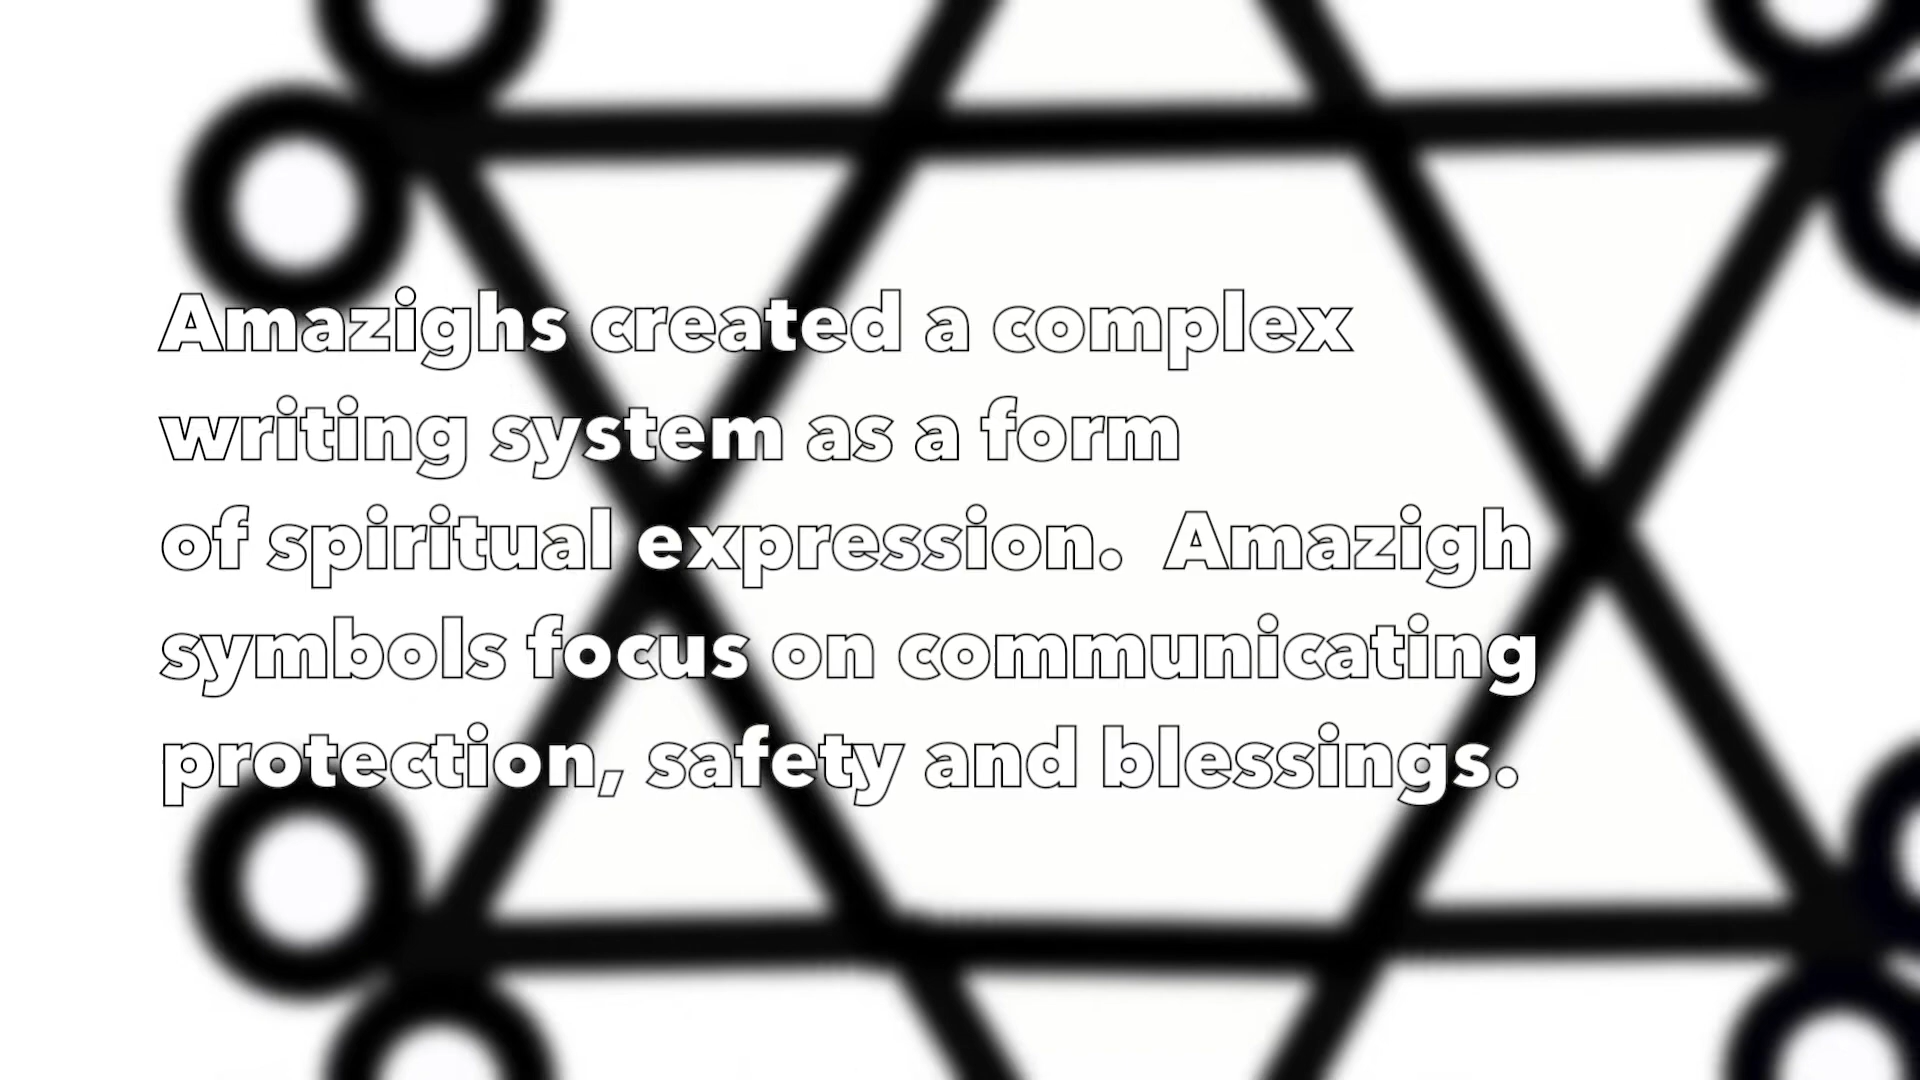 Amazighs created a complex
writing system as a form
of spiritual expression.  Amazigh
symbols focus on communicating
protection, safety and blessings.